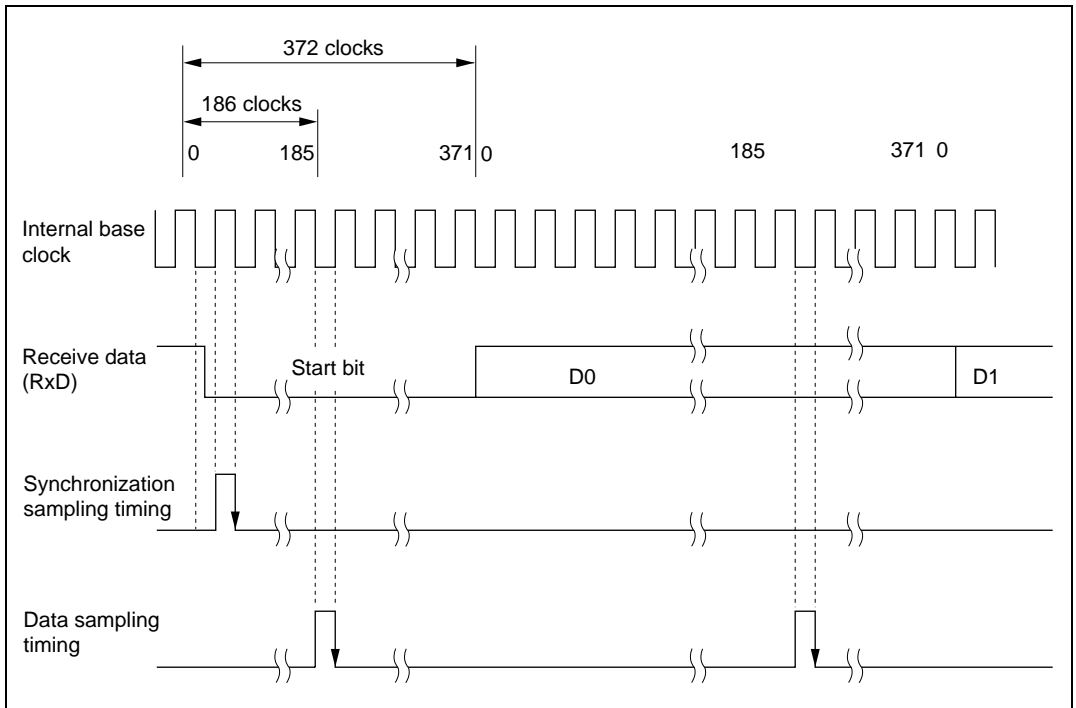 372 clocks
186 clocks
0 185 371 0 185 371 0
Internal base
clock
Receive data
(RxD)
Start bit
D0
D1
Synchronization
sampling timing
Data sampling
timing